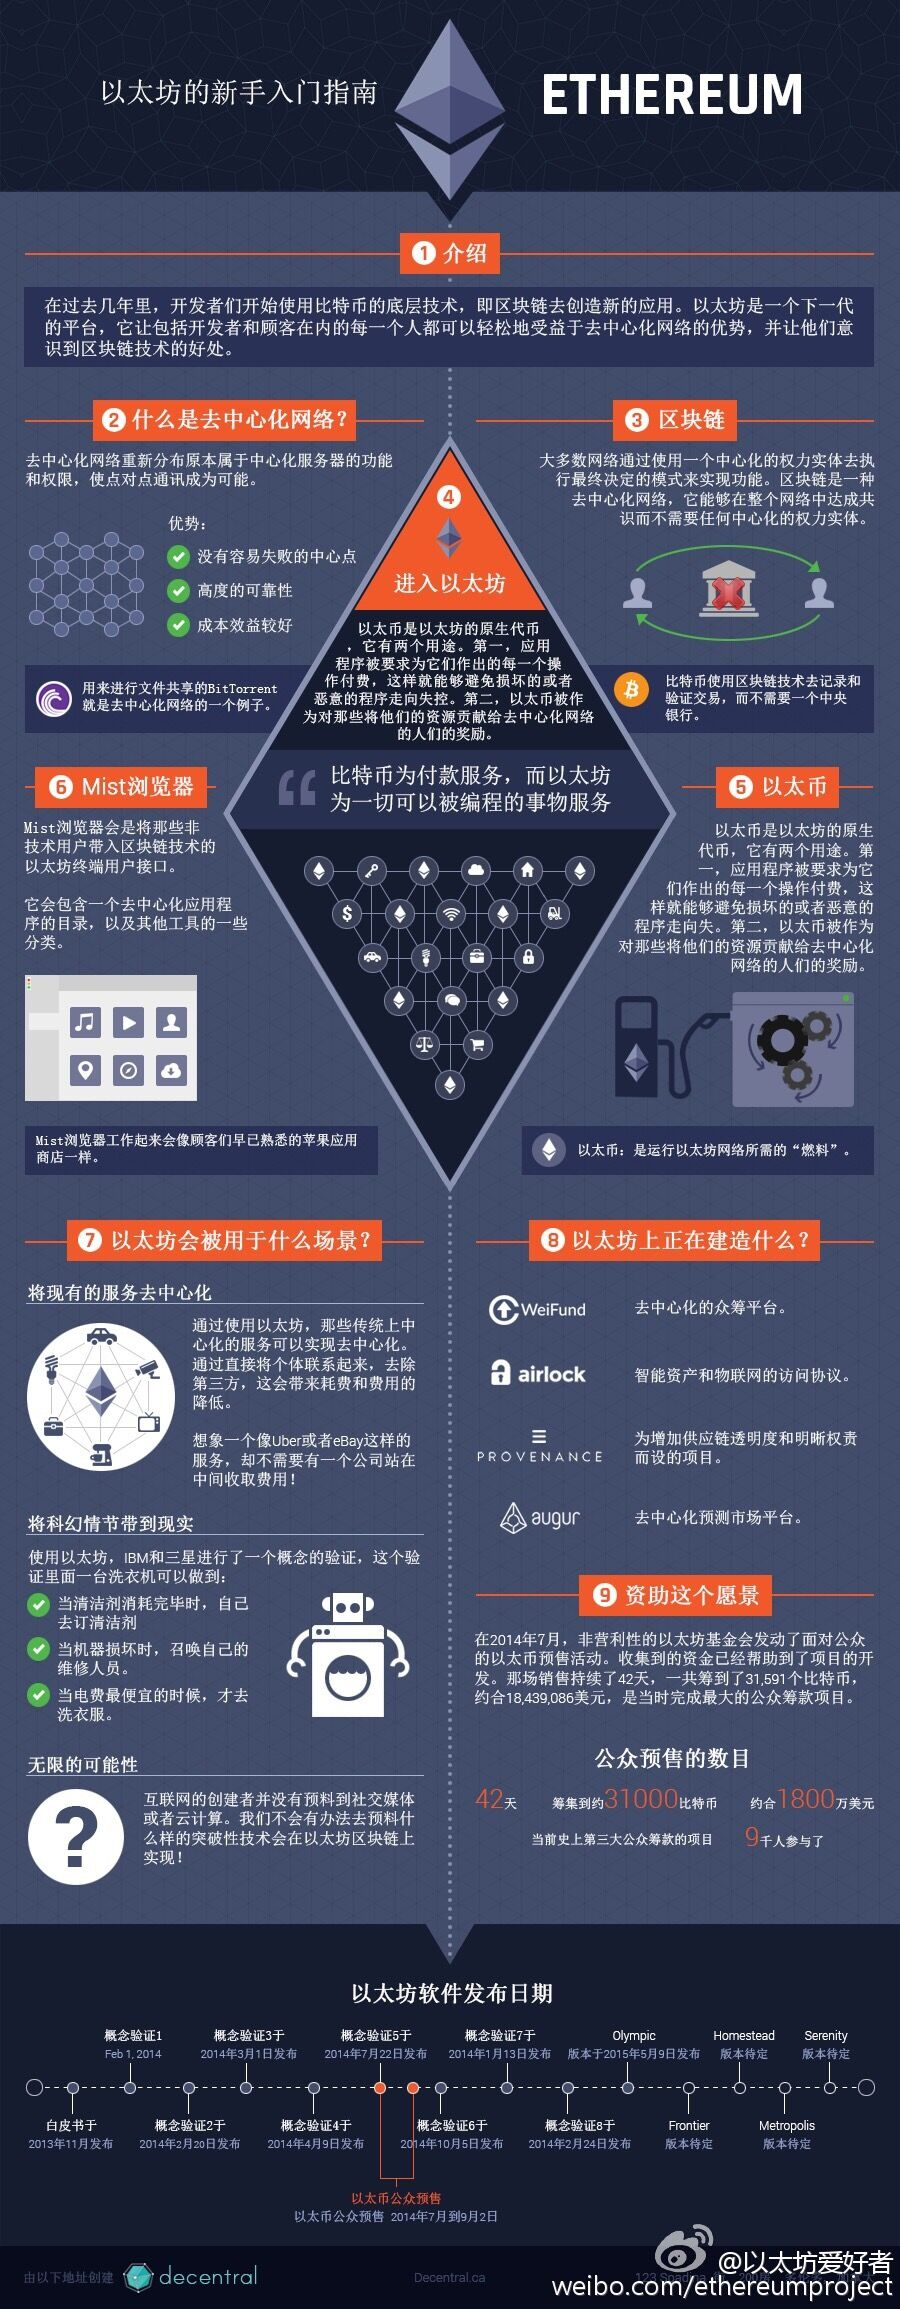 以太坊的新手入门指南
ETHEREUM
1 介绍
在过去几年里，开发者们开始使用比特币的底层技术，即区块链去创造新的应用。以太坊是一个下一代
的平台，它让包括开发者和顾客在内的每一个人都可以轻松地受益于去中心化网络的优势，并让他们意
识到区块链技术的好处。
2 什么是去中心化网络？
去中心化网络重新分布原本属于中心化服务器的功能
和权限，使点对点通讯成为可能。
优势：
没有容易失败的中心点
高度的可靠性
成本效益较好
用来进行文件共享的BitTorrent
就是去中心化网络的一个例子。
3 区块链
大多数网络通过使用一个中心化的权力实体去执
行最终决定的模式来实现功能。区块链是一种
去中心化网络，它能够在整个网络中达成共
识而不需要任何中心化的权力实体。
比特币使用区块链技术去记录和
验证交易，而不需要一个中央
银行。
4
进入以太坊
以太币是以太坊的原生代币
，它有两个用途。第一，应用
程序被要求为它们作出的每一个操
作付费，这样就能够避免损坏的或者
恶意的程序走向失控。第二，以太币被作
为对那些将他们的资源贡献给去中心化网络
的人们的奖励。
“比特币为付款服务，而以太坊
为一切可以被编程的事物服务
5 以太币
以太币是以太坊的原生
代币，它有两个用途。第
一，应用程序被要求为它
们作出的每一个操作付费，这
样就能够避免损坏的或者恶意的
程序走向失。第二，以太币被作为
对那些将他们的资源贡献给去中心化
网络的人们的奖励。
以太币：是运行以太坊网络所需的“燃料”。
6 Mist浏览器
Mist浏览器会是将那些非
技术用户带入区块链技术的
以太坊终端用户接口。
它会包含一个去中心化应用程
序的目录，以及其他工具的一些
分类。
Mist浏览器工作起来会像顾客们早已熟悉的苹果应用
商店一样。
7 以太坊会被用于什么场景？
将现有的服务去中心化
通过使用以太坊，那些传统上中
心化的服务可以实现去中心化。
通过直接将个体联系起来，去除
第三方，这会带来耗费和费用的
降低。
想象一个像Uber或者eBay这样的
服务，却不需要有一个公司站在
中间收取费用！
将科幻情节带到现实
使用以太坊，IBM和三星进行了一个概念的验证，这个验
证里面一台洗衣机可以做到：
当清洁剂消耗完毕时，自己
去订清洁剂
当机器损坏时，召唤自己的
维修人员。
当电费最便宜的时候，才去
洗衣服。
无限的可能性
?
互联网的创建者并没有预料到社交媒体
或者云计算。我们不会有办法去预料什
么样的突破性技术会在以太坊区块链上
实现！
8 以太坊上正在建造什么？
WeiFund 去中心化的众筹平台。
airlock 智能资产和物联网的访问协议。
PROVENANCE 为增加供应链透明度和明晰权责
而设的项目。
augur 去中心化预测市场平台。
9 资助这个愿景
在2014年7月，非营利性的以太坊基金会发动了面对公众
的以太币预售活动。收集到的资金已经帮助到了项目的开
发。那场销售持续了42天，一共筹到了31,591个比特币，
约合18,439,086美元，是当时完成最大的公众筹款项目。
公众预售的数目
42天 筹集到约31000比特币 约合1800万美元
当前史上第三大公众筹款的项目 9千人参与了
以太坊软件发布日期
概念验证1 概念验证3于 概念验证5于 概念验证7于 Olympic Homestead Serenity
Feb 1, 2014 2014年3月1日发布 2014年7月22日发布 2014年1月13日发布 版本于2015年5月9日发布 版本待定 版本待定
白皮书于 概念验证2于 概念验证4于 概念验证6于 概念验证8于 Frontier Metropolis
2013年11月发布 2014年2月20日发布 2014年4月9日发布 2014年10月5日发布 2014年2月24日发布 版本待定 版本待定
以太币公众预售
以太币公众预售 2014年7月到9月2日
由以下地址创建 decentral Decentral.ca
@以太坊爱好者
weibo.com/ethereumproject